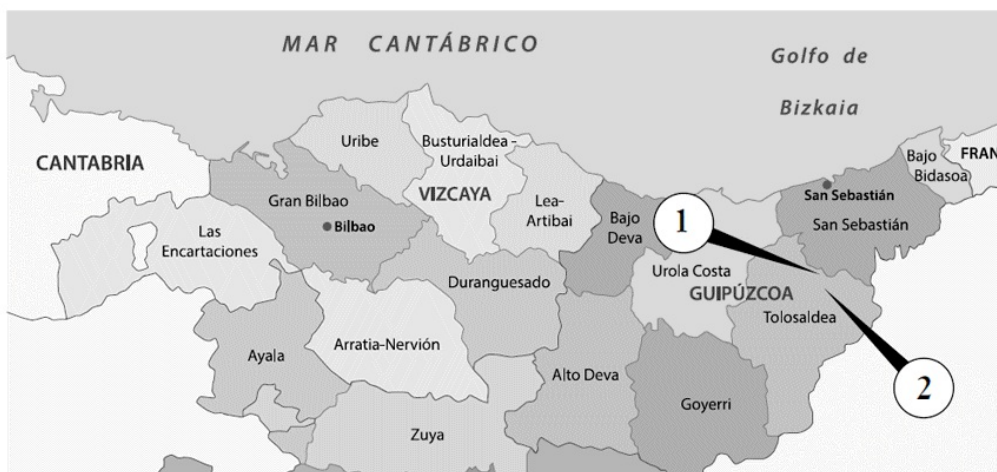 MAR CANTÁBRICO
Golfo de
Bizkaia
CANTABRIA
Uribe
Busturialdea -
Urdaibai
Bajo
Bidasoa
FRAN
VIZCAYA
Gran Bilbao
Bilbao
Lea-
Artibai
Bajo
Deva
1
San Sebastián
San Sebastián
Las
Encartaciones
Urola Costa
GUIPÚZCOA
Duranguesado
Tolosaldea
Ayala
Arratia-Nervión
Alto Deva
Goyerri
2
Zuya